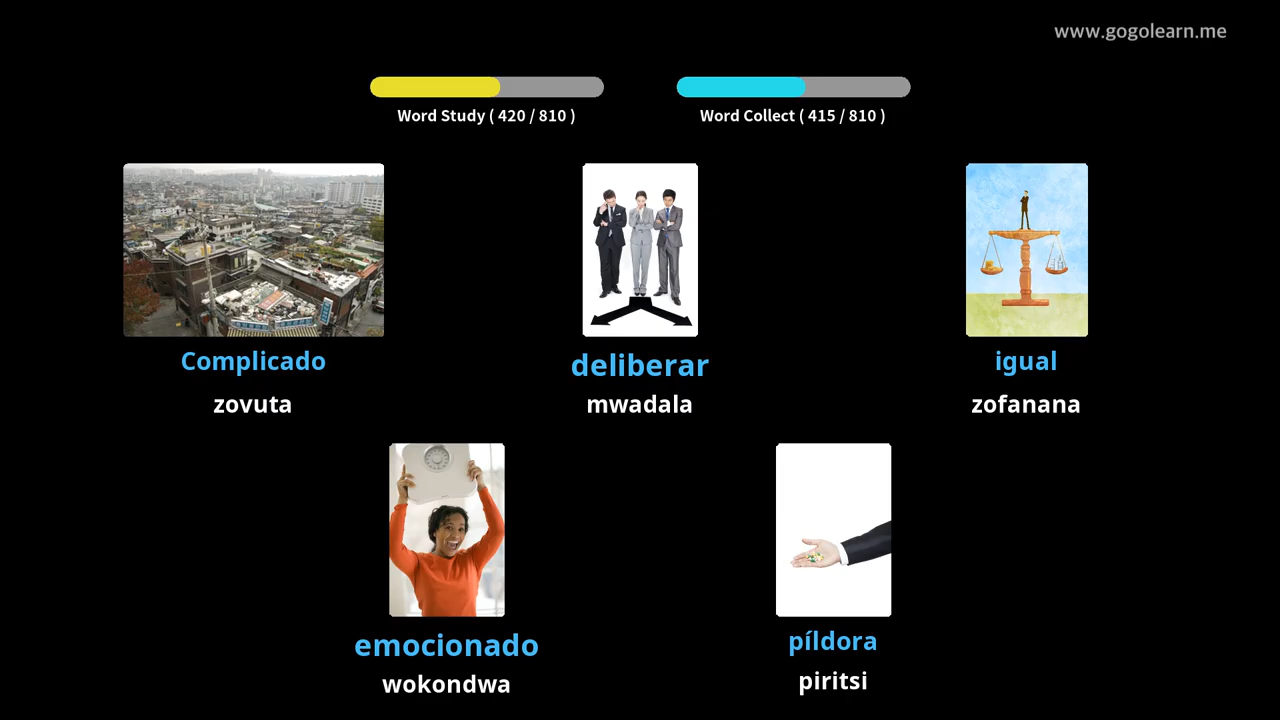 www.gogolearn.me
Word Study ( 420 / 810 )
Word Collect ( 415 / 810 )
Complicado
zovuta
deliberar
mwadala
igual
zofanana
emocionado
wokondwa
píldora
piritsi